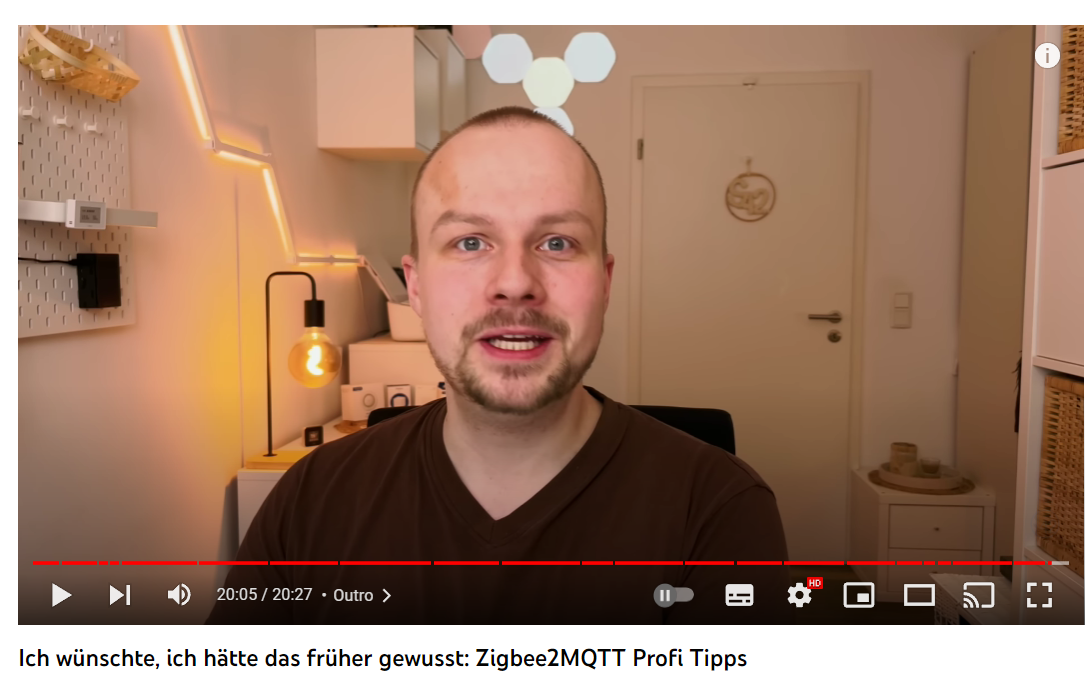 i
20:05 / 20:27 • Outro
HD
Ich wünschte, ich hätte das früher gewusst: Zigbee2MQTT Profi Tipps